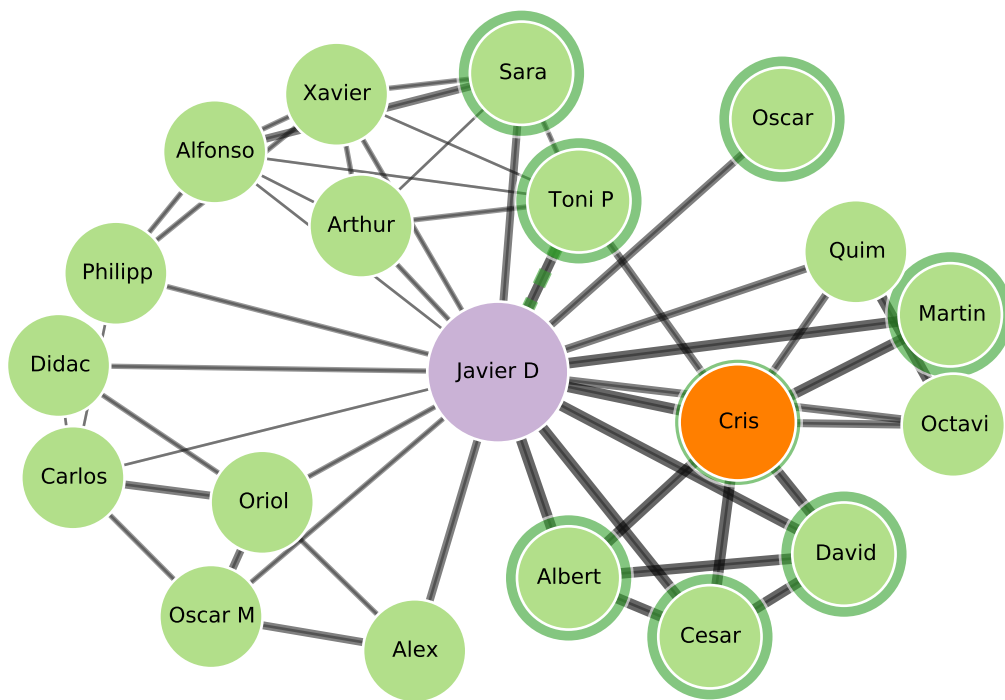 Sara
Xavier
Oscar
Alfonso
Toni P
Arthur
Quim
Philipp
Martin
Didac
Javier D
Cris
Octavi
Carlos
Oriol
David
Albert
Oscar M
Cesar
Alex